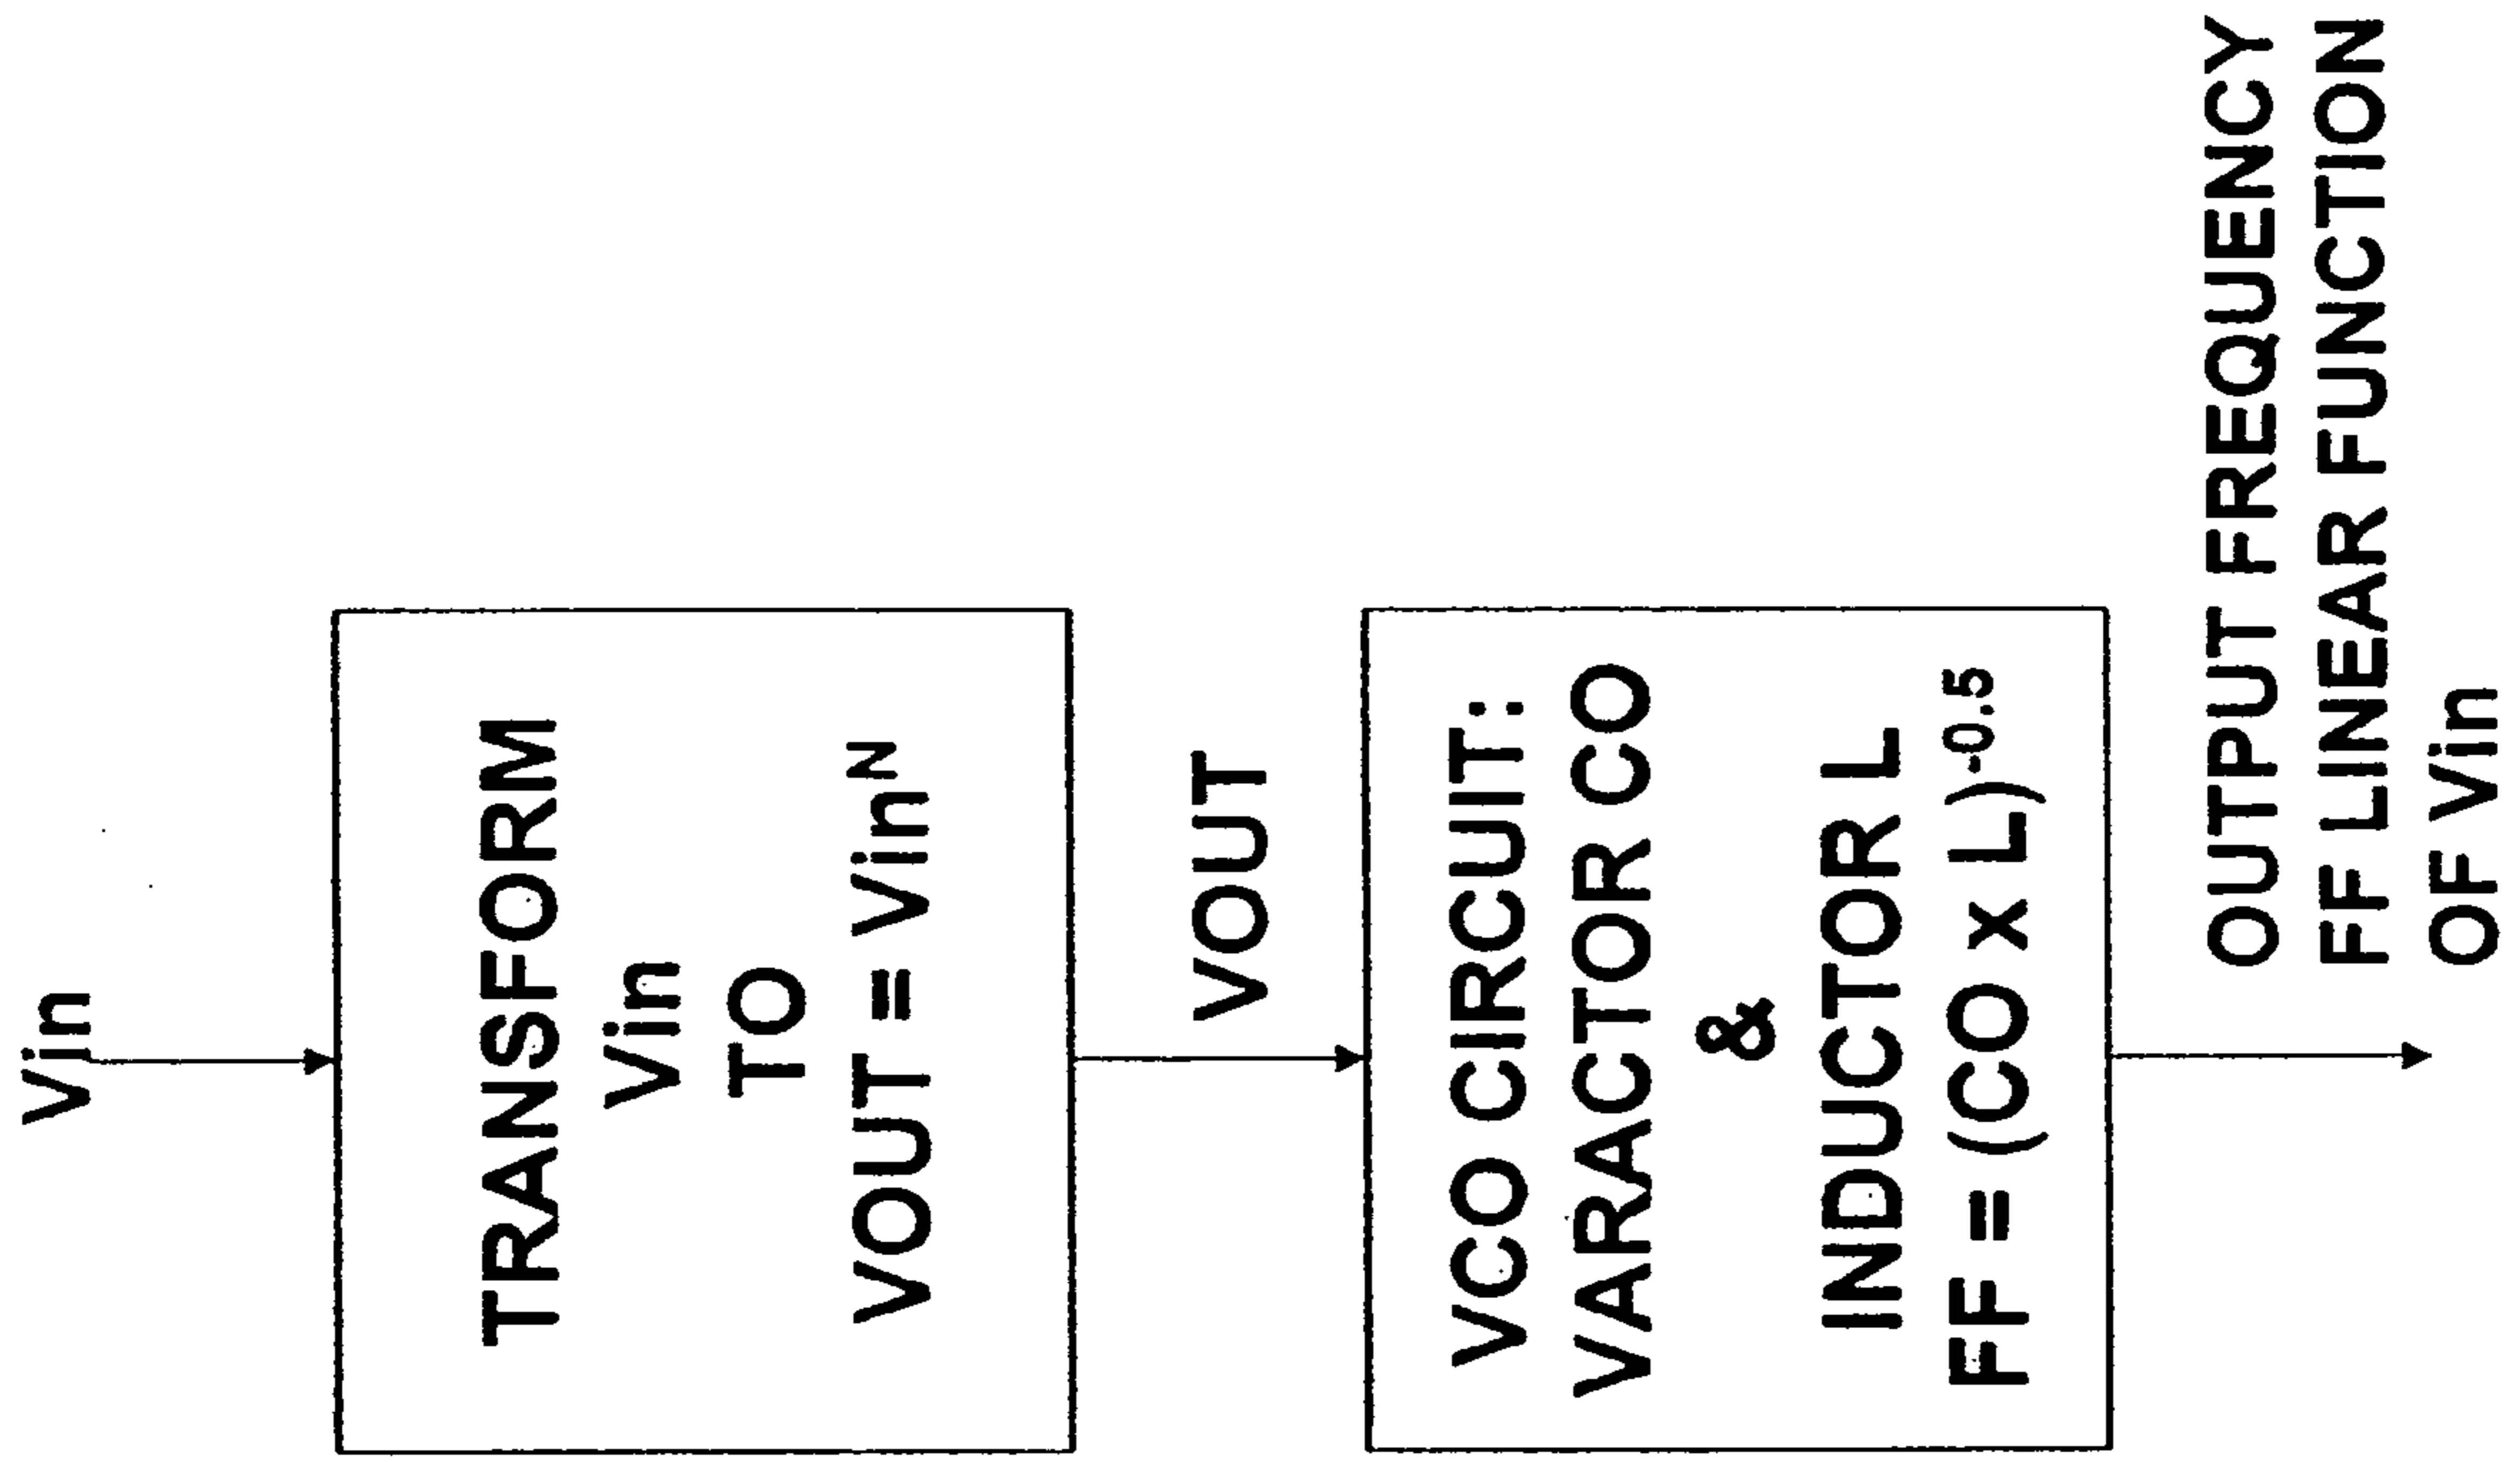 Vin
TRANSFORM
Vin
TO
VOUT = Vin^N
VOUT
VCO CIRCUIT:
VARACTOR CO
&
INDUCTOR L
FF = (CO x L)^-0.5
OUTPUT FREQUENCY
FF LINEAR FUNCTION
OF Vin